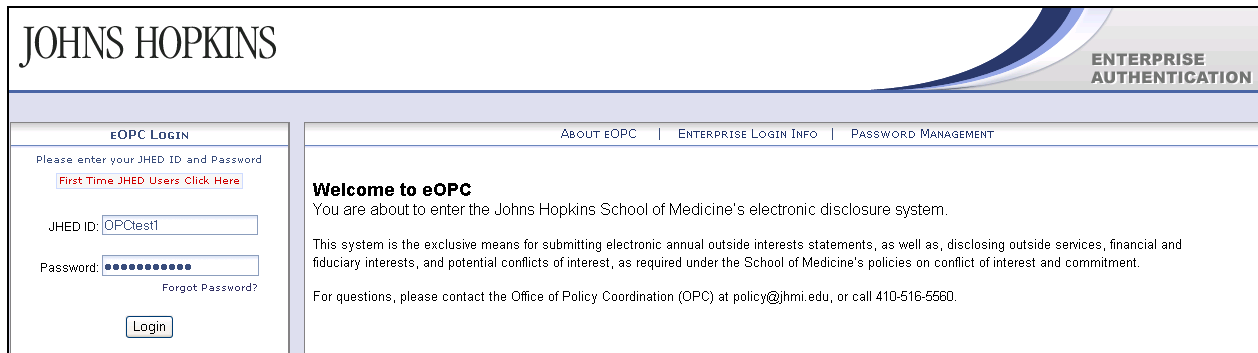 JOHNS HOPKINS
ENTERPRISE
AUTHENTICATION
eOPC Login
Please enter your JHED ID and Password
First Time JHED Users Click Here
JHED ID: OPCtest1
Password: ●●●●●●●●●●●
Forgot Password?
Login
About eOPC | Enterprise Login Info | Password Management
Welcome to eOPC
You are about to enter the Johns Hopkins School of Medicine's electronic disclosure system.
This system is the exclusive means for submitting electronic annual outside interests statements, as well as, disclosing outside services, financial and
fiduciary interests, and potential conflicts of interest, as required under the School of Medicine's policies on conflict of interest and commitment.
For questions, please contact the Office of Policy Coordination (OPC) at policy@jhmi.edu, or call 410-516-5560.